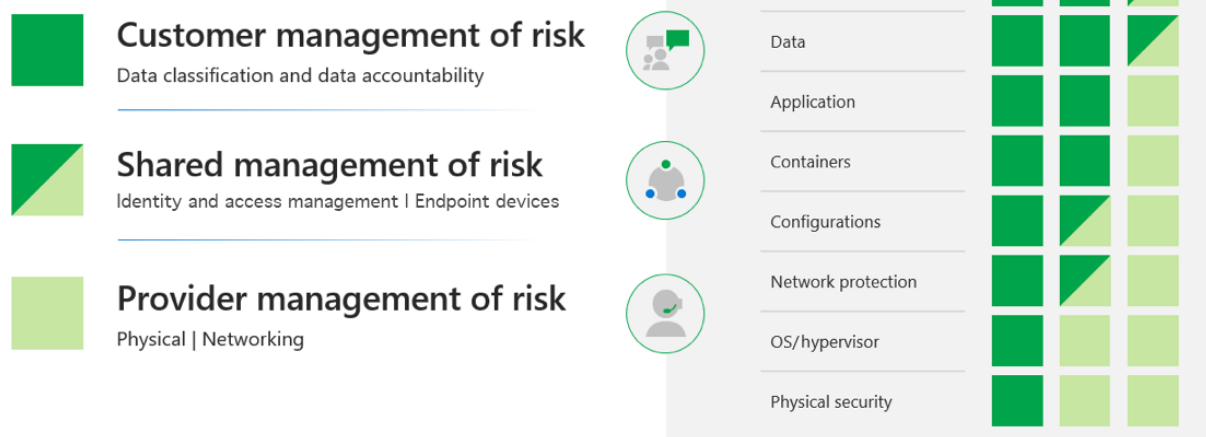 Customer management of risk
Data classification and data accountability
Shared management of risk
Identity and access management | Endpoint devices
Provider management of risk
Physical | Networking
Data
Application
Containers
Configurations
Network protection
OS/hypervisor
Physical security